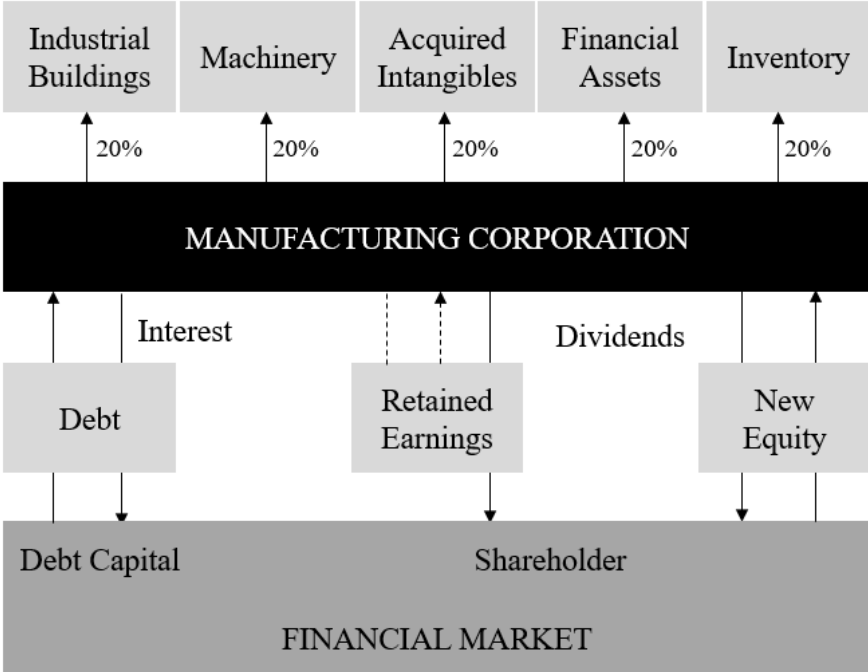 Industrial
Buildings
Machinery
Acquired
Intangibles
Financial
Assets
Inventory
20%
20%
20%
20%
20%
MANUFACTURING CORPORATION
Interest
Dividends
Debt
Retained
Earnings
New
Equity
Debt Capital
Shareholder
FINANCIAL MARKET